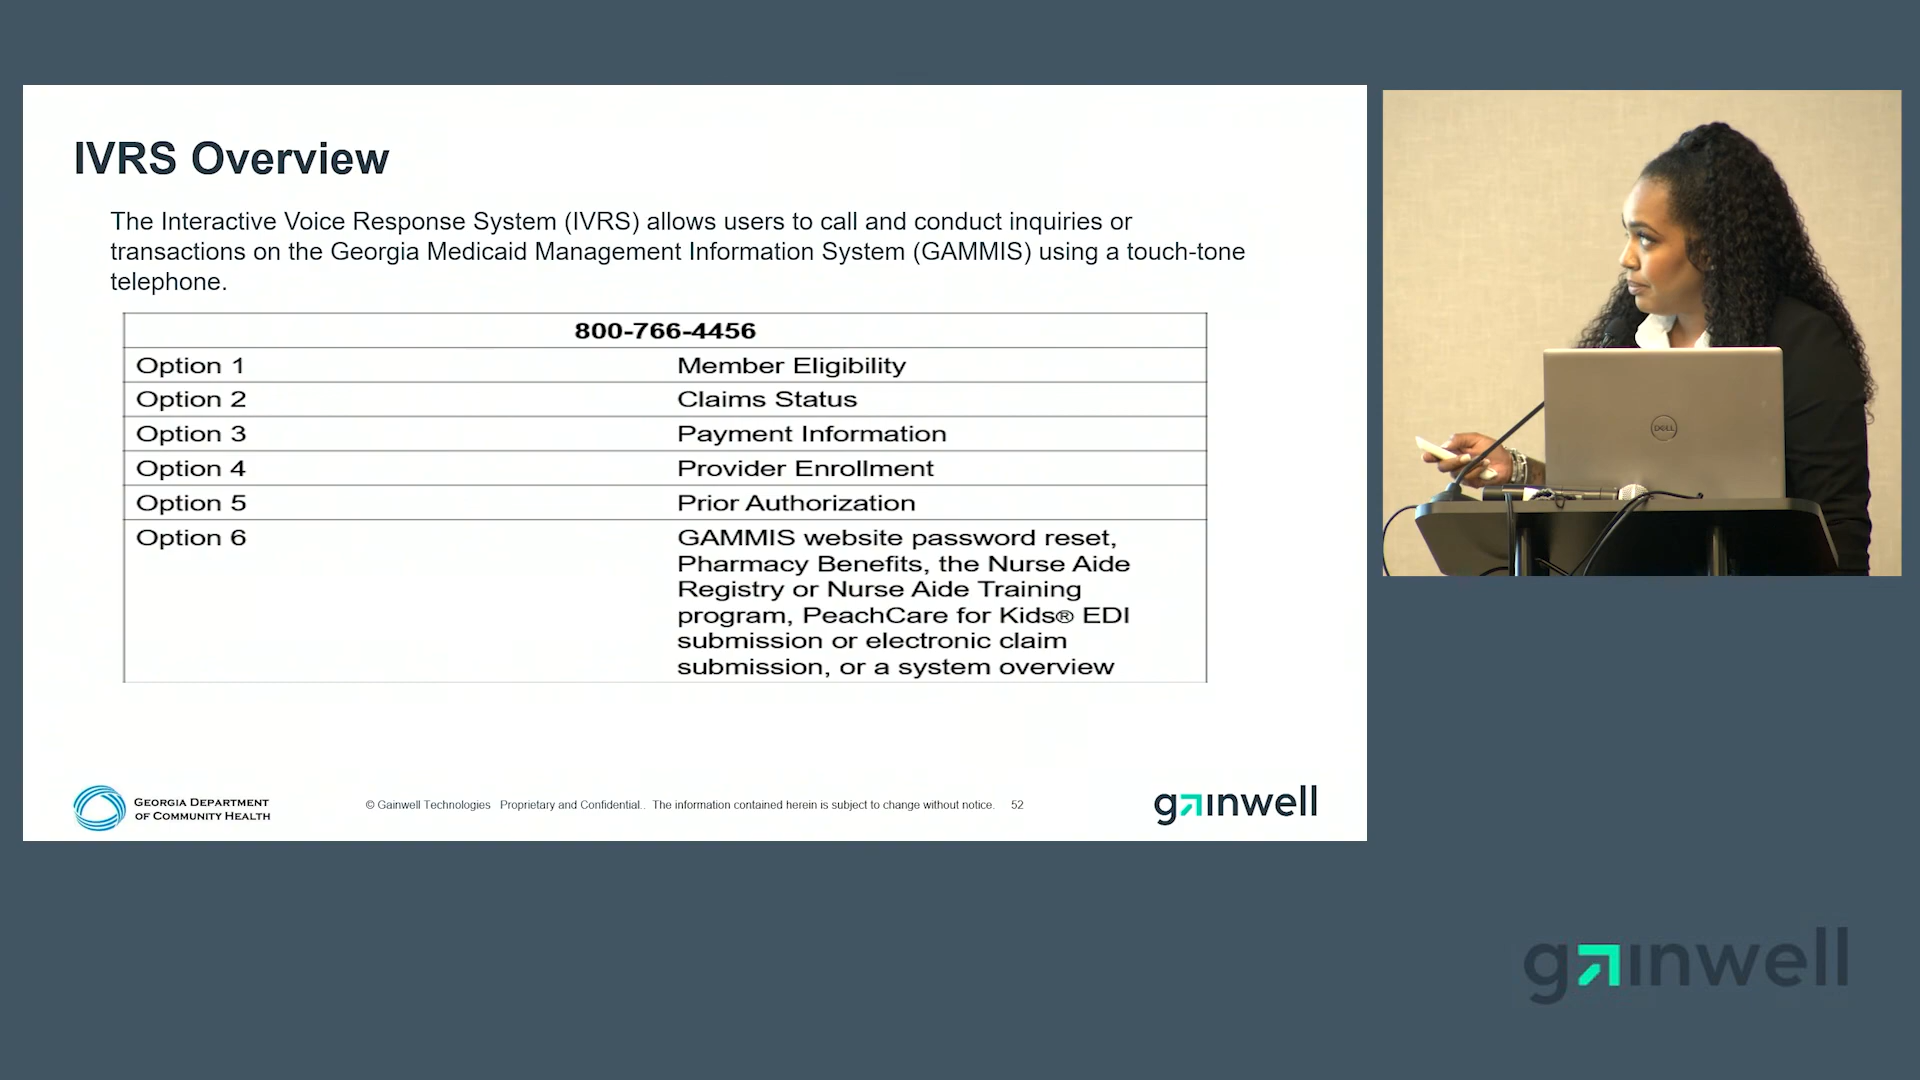 IVRS Overview
The Interactive Voice Response System (IVRS) allows users to call and conduct inquiries or
transactions on the Georgia Medicaid Management Information System (GAMMIS) using a touch-tone
telephone.
800-766-4456
Option 1 Member Eligibility
Option 2 Claims Status
Option 3 Payment Information
Option 4 Provider Enrollment
Option 5 Prior Authorization
Option 6 GAMMIS website password reset,
Pharmacy Benefits, the Nurse Aide
Registry or Nurse Aide Training
program, PeachCare for Kids® EDI
submission or electronic claim
submission, or a system overview
GEORGIA DEPARTMENT
OF COMMUNITY HEALTH
© Gainwell Technologies Proprietary and Confidential.. The information contained herein is subject to change without notice. 52
gainwell
DELL
gainwell